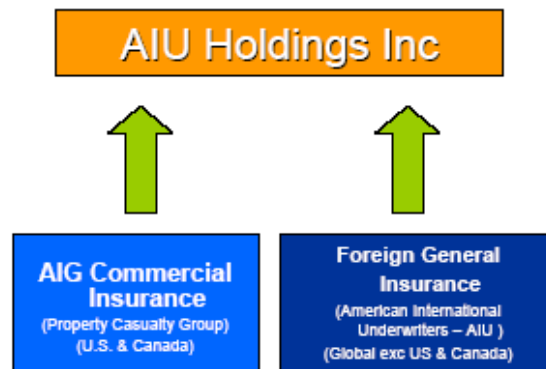 AIU Holdings Inc
AIG Commercial
Insurance
(Property Casualty Group)
(U.S. & Canada)
Foreign General
Insurance
(American International
Underwriters – AIU )
(Global exc US & Canada)